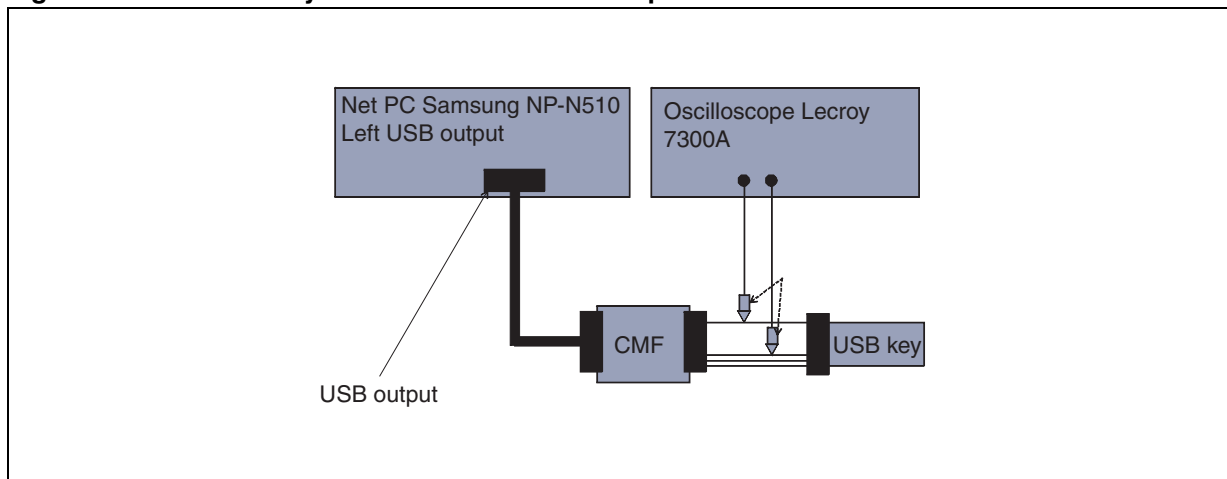 Net PC Samsung NP-N510
Left USB output
Oscilloscope Lecroy
7300A
CMF
USB key
USB output